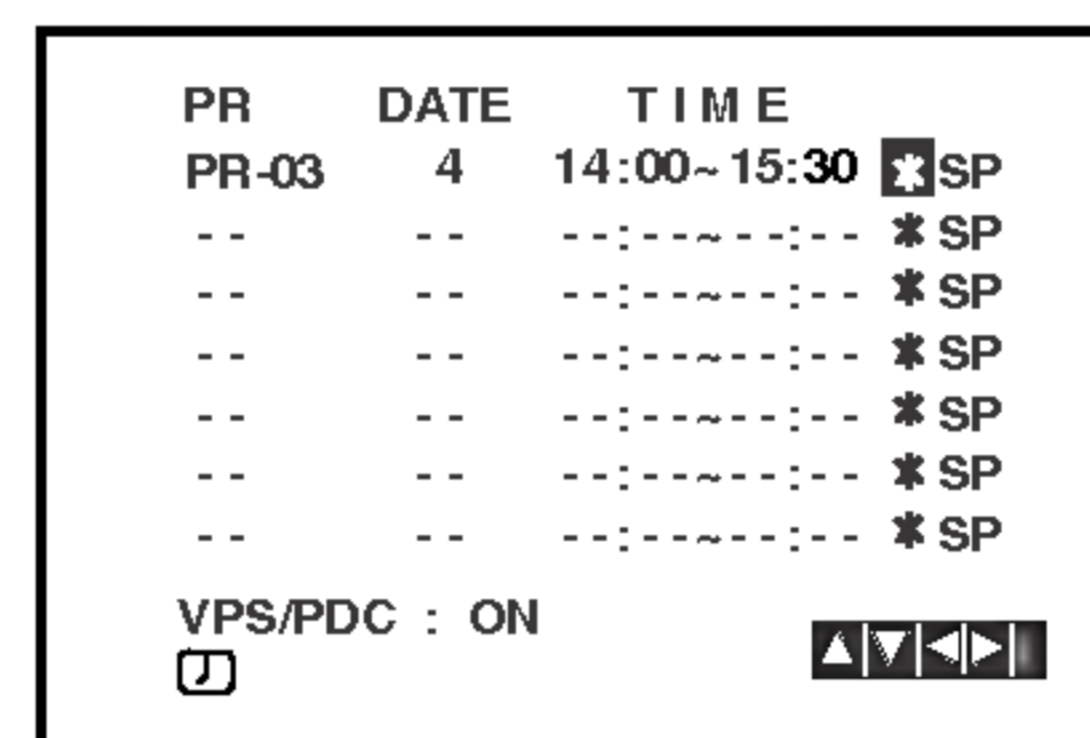 PR DATE TIME
PR-03 4 14:00~15:30 * SP
-- -- --:--~--:-- * SP
-- -- --:--~--:-- * SP
-- -- --:--~--:-- * SP
-- -- --:--~--:-- * SP
-- -- --:--~--:-- * SP
-- -- --:--~--:-- * SP
VPS/PDC : ON